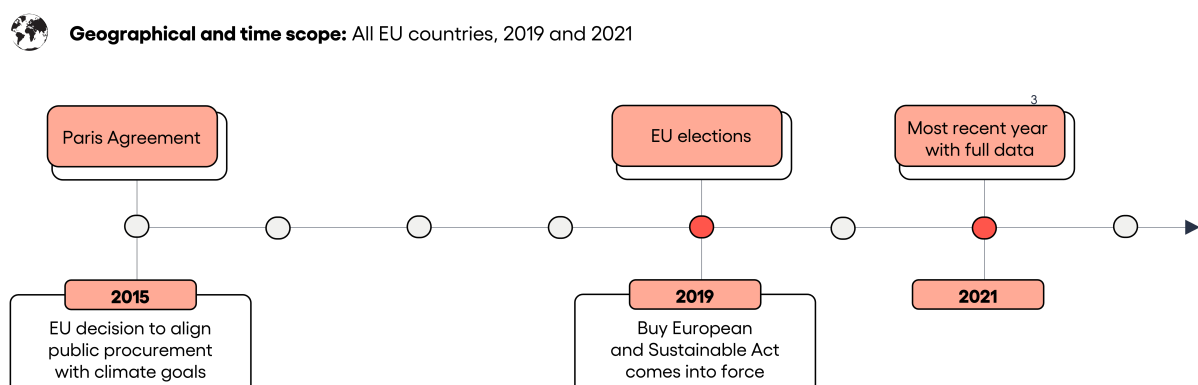 Geographical and time scope: All EU countries, 2019 and 2021
3
Paris Agreement
EU elections
Most recent year
with full data
2015
2019
2021
EU decision to align
public procurement
with climate goals
Buy European
and Sustainable Act
comes into force